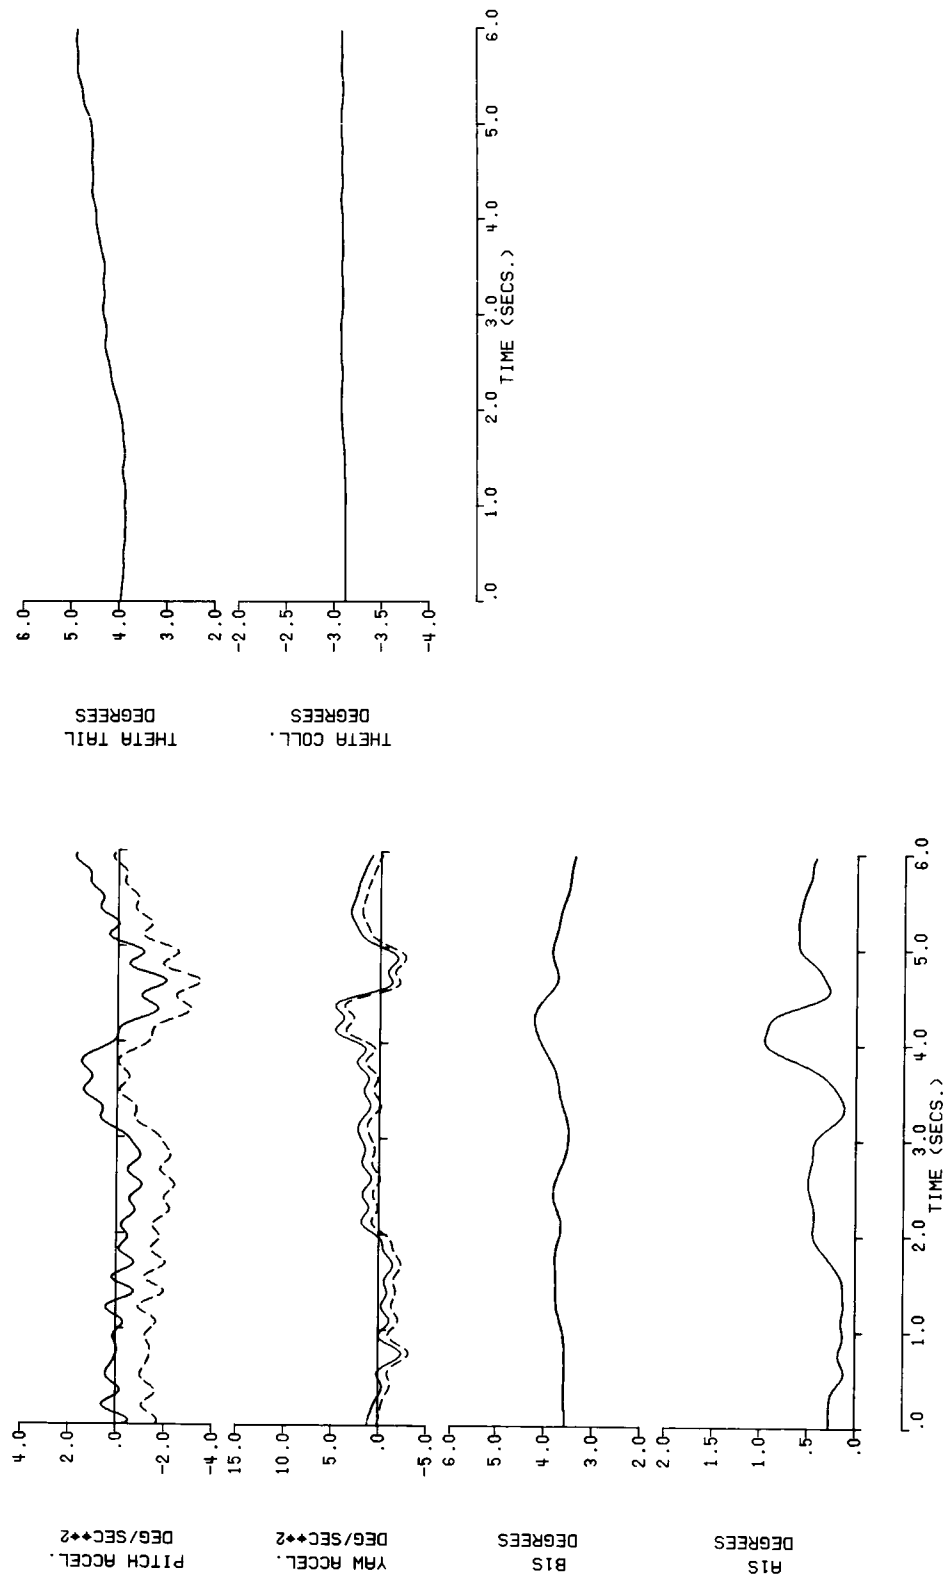 PITCH ACCEL.
DEG/SEC**2
4.0
2.0
.0
-2.0
-4.0
YAW ACCEL.
DEG/SEC**2
15.0
10.0
5.0
.0
-5.0
B1S
DEGREES
6.0
5.0
4.0
3.0
2.0
A1S
DEGREES
2.0
1.5
1.0
.5
.0
.0 1.0 2.0 3.0 4.0 5.0 6.0
TIME (SECS.)
THETA TAIL
DEGREES
6.0
5.0
4.0
3.0
2.0
THETA COLL.
DEGREES
-2.0
-2.5
-3.0
-3.5
-4.0
.0 1.0 2.0 3.0 4.0 5.0 6.0
TIME (SECS.)